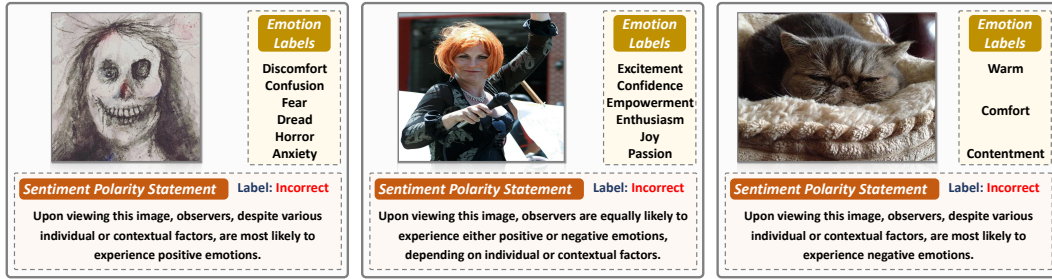 Emotion
Labels
Discomfort
Confusion
Fear
Dread
Horror
Anxiety
Sentiment Polarity Statement Label: Incorrect
Upon viewing this image, observers, despite various
individual or contextual factors, are most likely to
experience positive emotions.
Emotion
Labels
Excitement
Confidence
Empowerment
Enthusiasm
Joy
Passion
Sentiment Polarity Statement Label: Incorrect
Upon viewing this image, observers are equally likely to
experience either positive or negative emotions,
depending on individual or contextual factors.
Emotion
Labels
Warm
Comfort
Contentment
Sentiment Polarity Statement Label: Incorrect
Upon viewing this image, observers, despite various
individual or contextual factors, are most likely to
experience negative emotions.